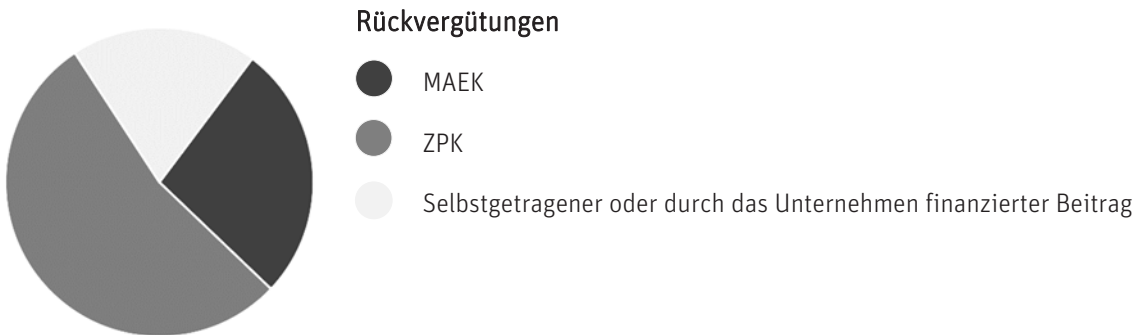 Rückvergütungen
MAEK
ZPK
Selbstgetragener oder durch das Unternehmen finanzierter Beitrag